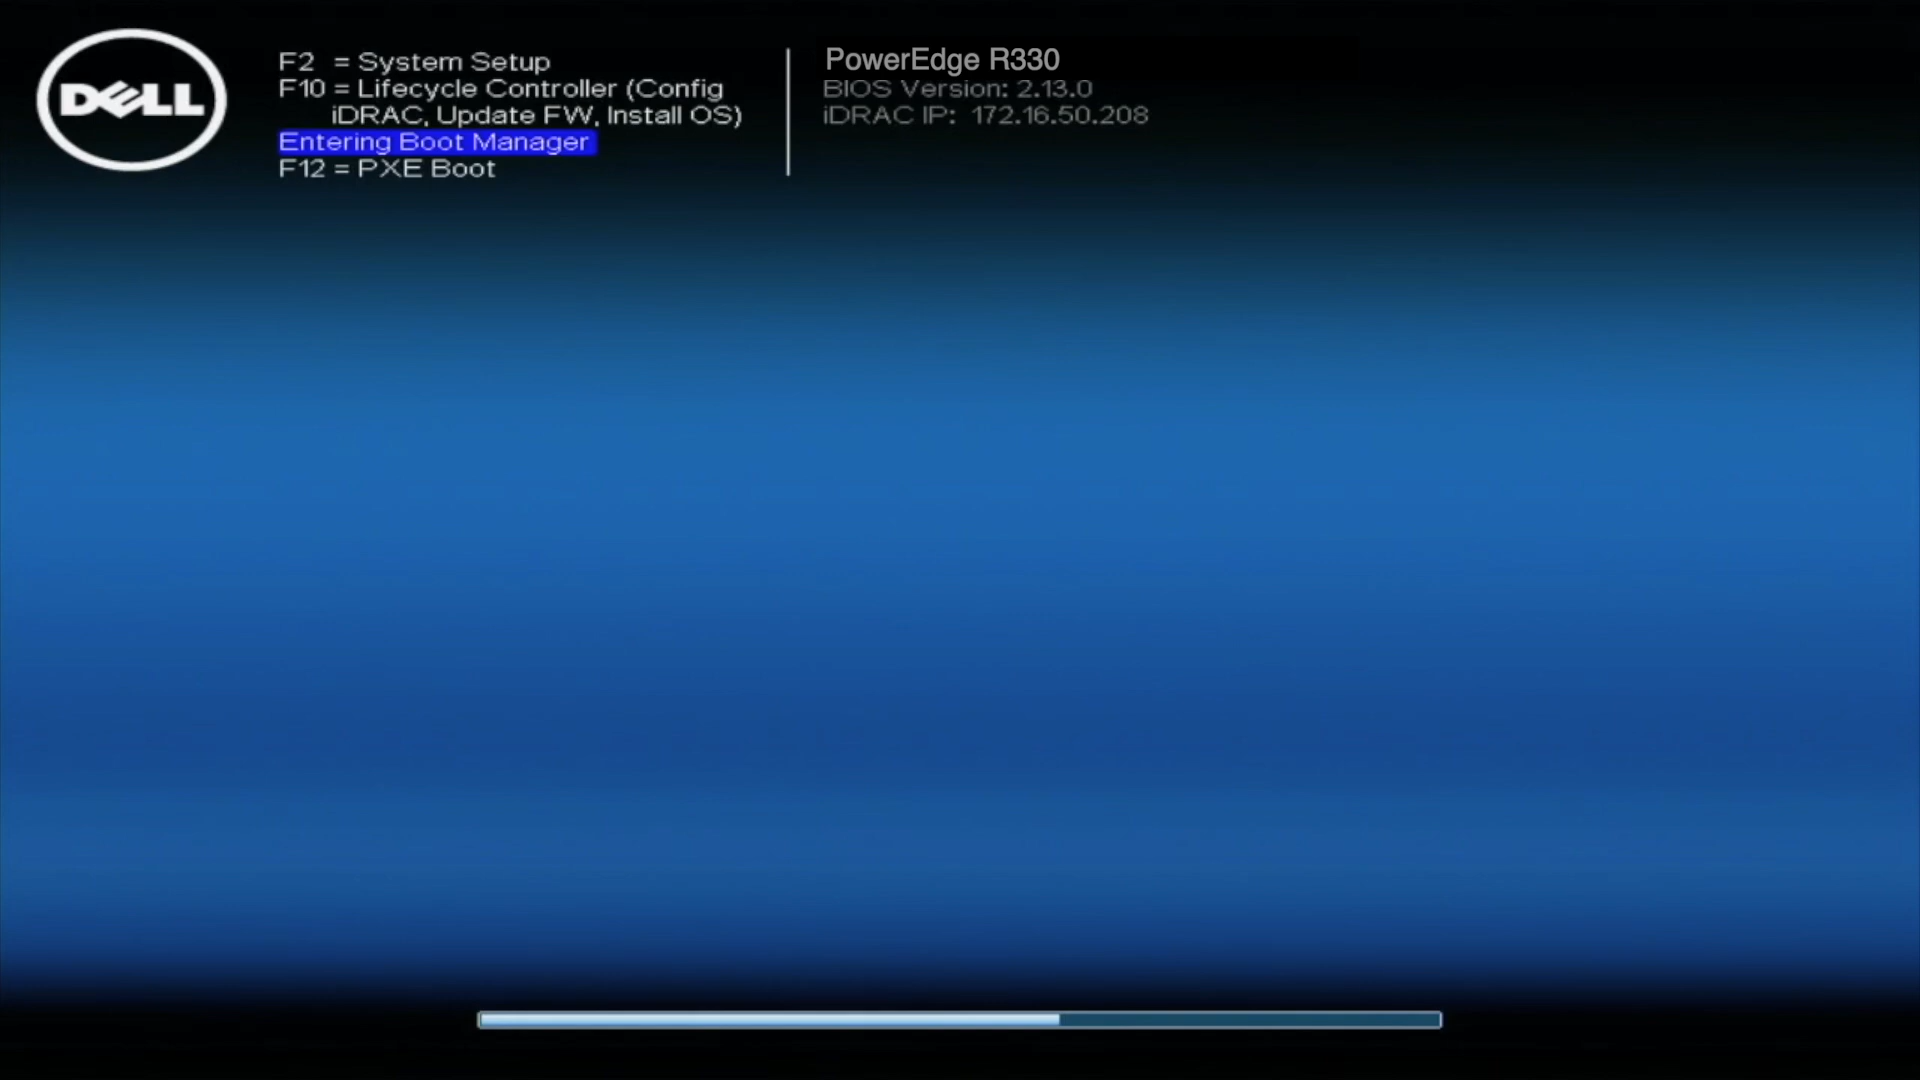 DELL
F2 = System Setup
F10 = Lifecycle Controller (Config
iDRAC, Update FW, Install OS)
Entering Boot Manager
F12 = PXE Boot
PowerEdge R330
BIOS Version: 2.13.0
iDRAC IP: 172.16.50.208